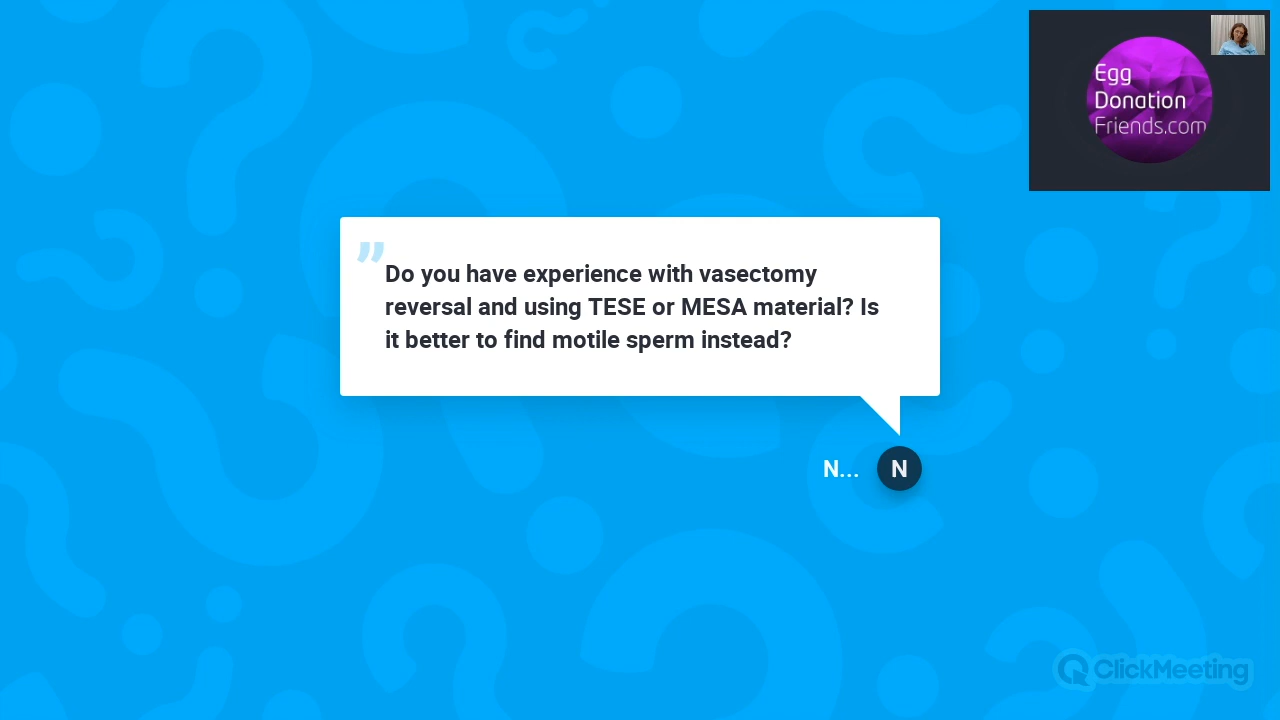 Egg
Donation
Friends.com
”
Do you have experience with vasectomy
reversal and using TESE or MESA material? Is
it better to find motile sperm instead?
N... N
ClickMeeting